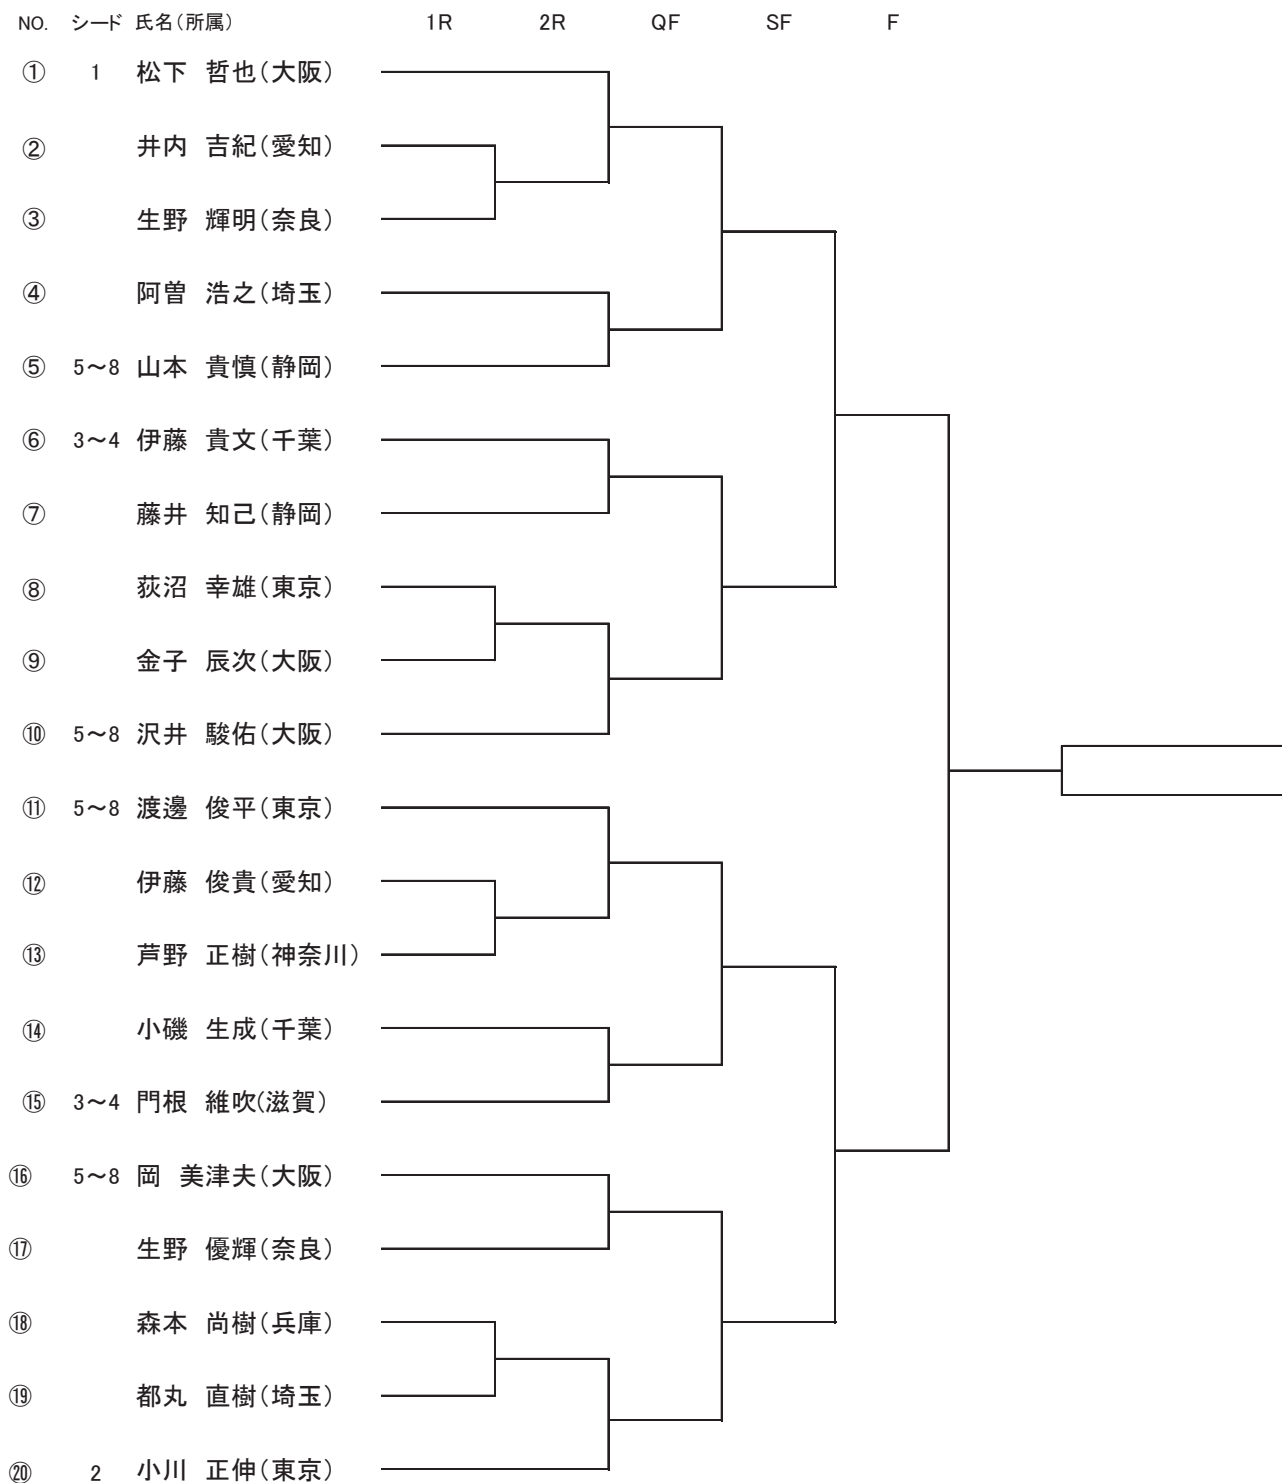 NO. シード 氏名(所属) 1R 2R QF SF F
① 1 松下 哲也(大阪)
② 井内 吉紀(愛知)
③ 生野 輝明(奈良)
④ 阿曽 浩之(埼玉)
⑤ 5～8 山本 貴慎(静岡)
⑥ 3～4 伊藤 貴文(千葉)
⑦ 藤井 知己(静岡)
⑧ 荻沼 幸雄(東京)
⑨ 金子 辰次(大阪)
⑩ 5～8 沢井 駿佑(大阪)
⑪ 5～8 渡邊 俊平(東京)
⑫ 伊藤 俊貴(愛知)
⑬ 芦野 正樹(神奈川)
⑭ 小磯 生成(千葉)
⑮ 3～4 門根 維吹(滋賀)
⑯ 5～8 岡 美津夫(大阪)
⑰ 生野 優輝(奈良)
⑱ 森本 尚樹(兵庫)
⑲ 都丸 直樹(埼玉)
⑳ 2 小川 正伸(東京)